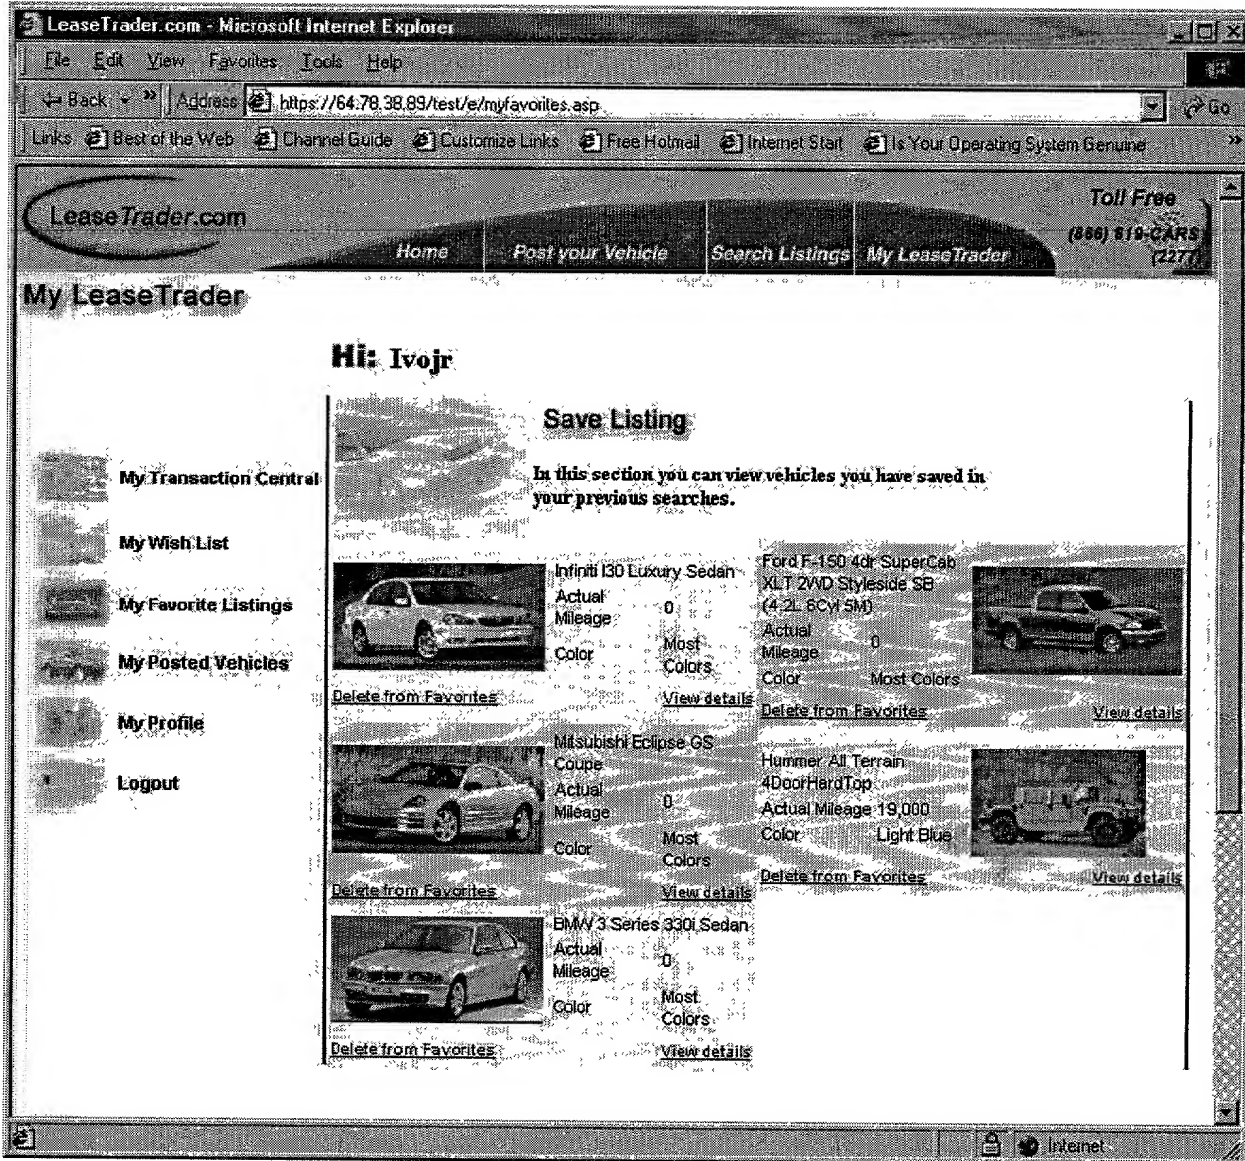 LeaseTrader.com - Microsoft Internet Explorer
File Edit View Favorites Tools Help
Back » Address https://64.78.38.89/test/e/myfavorites.asp Go
Links Best of the Web Channel Guide Customize Links Free Hotmail Internet Start Is Your Operating System Genuine »
LeaseTrader.com
Toll Free
(866) 619-CARS
(2277)
Home Post your Vehicle Search Listings My LeaseTrader
My LeaseTrader
Hi: Ivojr
Save Listing
In this section you can view vehicles you have saved in
your previous searches.
My Transaction Central
My Wish List
My Favorite Listings
My Posted Vehicles
My Profile
Logout
Infiniti I30 Luxury Sedan
Actual
Mileage 0
Color Most
Colors
Delete from Favorites View details
Ford F-150 4dr SuperCab
XLT 2WD Styleside SB
(4.2L 6Cyl 5M)
Actual
Mileage 0
Color Most Colors
Delete from Favorites View details
Mitsubishi Eclipse GS
Coupe
Actual
Mileage 0
Color Most
Colors
Delete from Favorites View details
Hummer All Terrain
4DoorHardTop
Actual Mileage 19,000
Color Light Blue
Delete from Favorites View details
BMW 3 Series 330i Sedan
Actual
Mileage 0
Color Most
Colors
Delete from Favorites View details
Internet